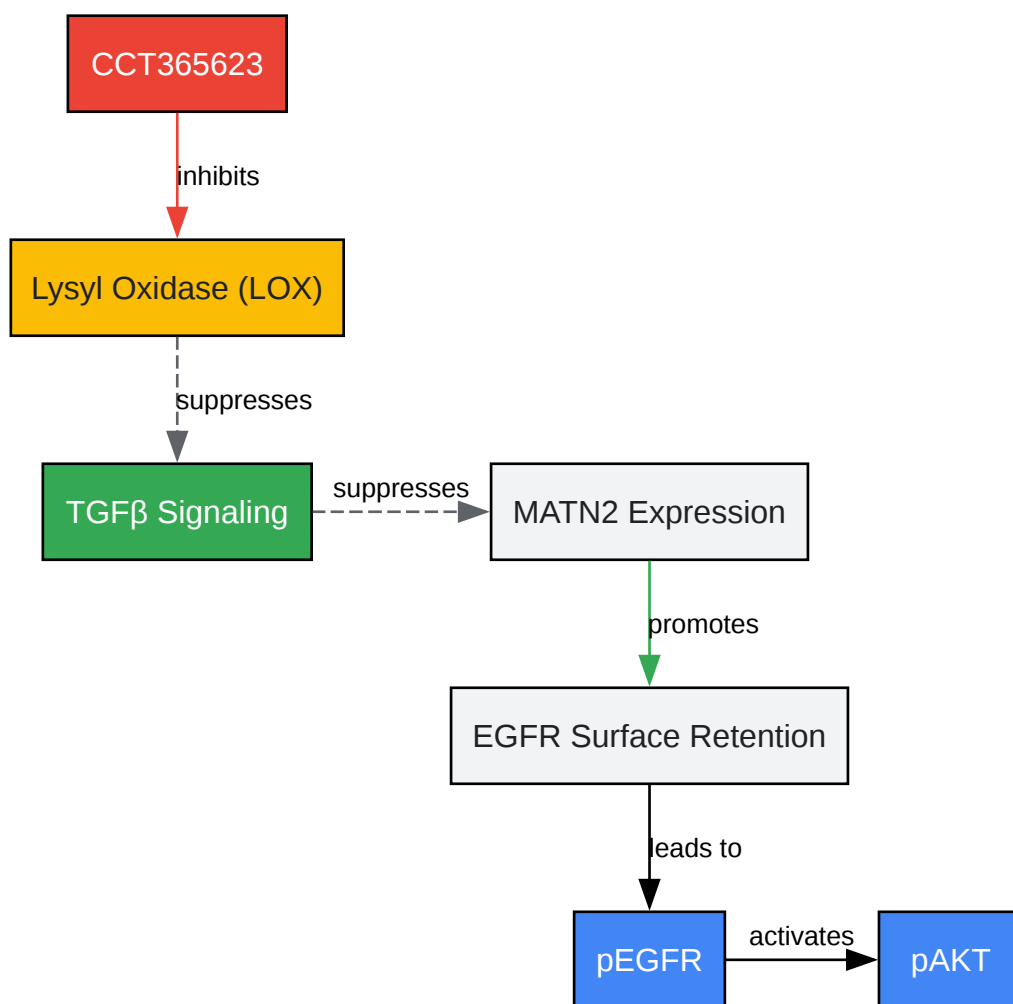 CCT365623
inhibits
Lysyl Oxidase (LOX)
suppresses
TGFβ Signaling
suppresses
MATN2 Expression
promotes
EGFR Surface Retention
leads to
pEGFR
activates
pAKT